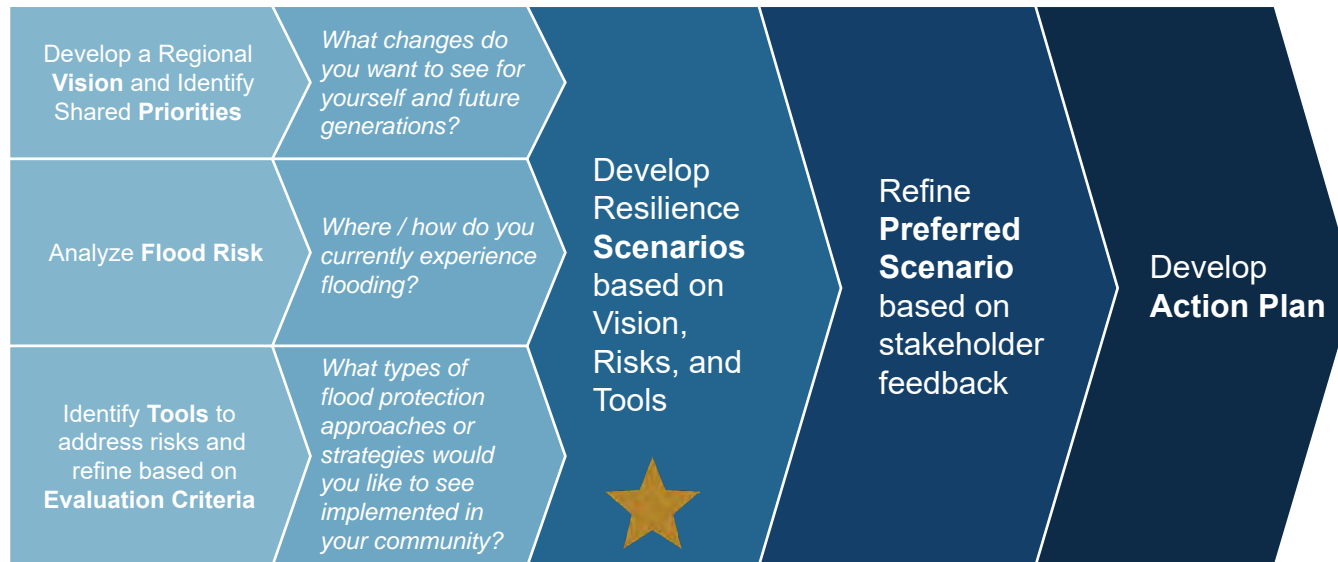 Develop a Regional
Vision and Identify
Shared Priorities
What changes do
you want to see for
yourself and future
generations?
Analyze Flood Risk
Where / how do you
currently experience
flooding?
Identify Tools to
address risks and
refine based on
Evaluation Criteria
What types of
flood protection
approaches or
strategies would
you like to see
implemented in
your community?
Develop
Resilience
Scenarios
based on
Vision,
Risks, and
Tools
Refine
Preferred
Scenario
based on
stakeholder
feedback
Develop
Action Plan